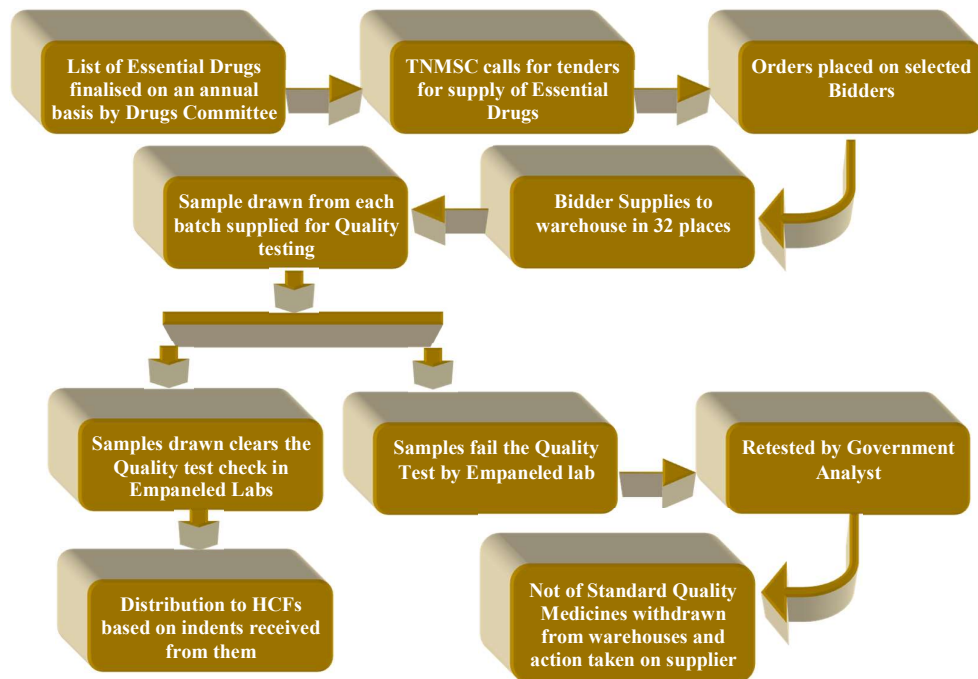 List of Essential Drugs
finalised on an annual
basis by Drugs Committee
TNMSC calls for tenders
for supply of Essential
Drugs
Orders placed on selected
Bidders
Sample drawn from each
batch supplied for Quality
testing
Bidder Supplies to
warehouse in 32 places
Samples drawn clears the
Quality test check in
Empaneled Labs
Samples fail the Quality
Test by Empaneled lab
Retested by Government
Analyst
Distribution to HCFs
based on indents received
from them
Not of Standard Quality
Medicines withdrawn
from warehouses and
action taken on supplier